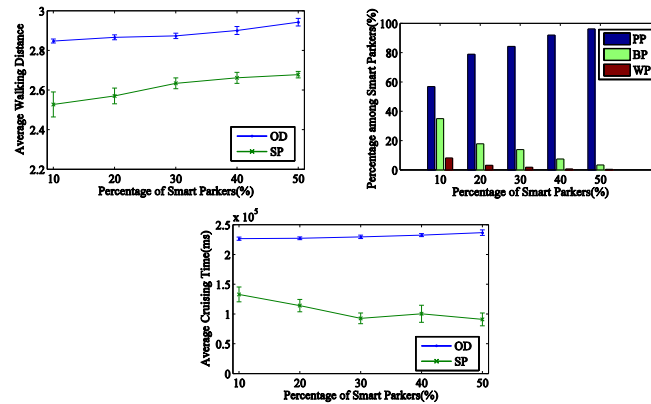 3
2.8
2.6
2.4
2.2
Average Walking Distance
OD
SP
10 20 30 40 50
Percentage of Smart Parkers(%)
100
80
60
40
20
0
Percentage among Smart Parkers(%)
PP
BP
WP
10 20 30 40 50
Percentage of Smart Parkers(%)
x 10^5
2.5
2
1.5
1
0.5
0
Average Cruising Time(ms)
OD
SP
10 20 30 40 50
Percentage of Smart Parkers(%)